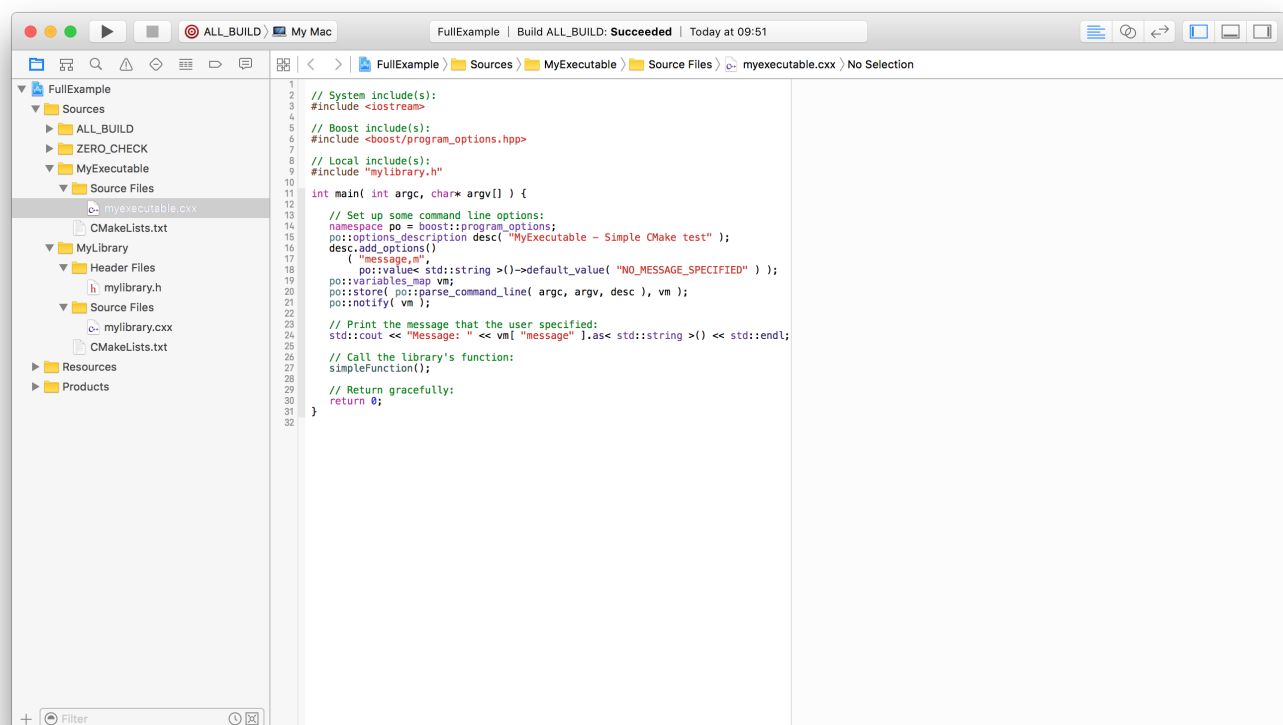 ALL_BUILD My Mac FullExample | Build ALL_BUILD: Succeeded | Today at 09:51
FullExample Sources MyExecutable Source Files myexecutable.cxx No Selection
FullExample
Sources
ALL_BUILD
ZERO_CHECK
MyExecutable
Source Files
myexecutable.cxx
CMakeLists.txt
MyLibrary
Header Files
h mylibrary.h
Source Files
mylibrary.cxx
CMakeLists.txt
Resources
Products
Filter
1
2 // System include(s):
3 #include <iostream>
4
5 // Boost include(s):
6 #include <boost/program_options.hpp>
7
8 // Local include(s):
9 #include "mylibrary.h"
10
11 int main( int argc, char* argv[] ) {
12
13 // Set up some command line options:
14 namespace po = boost::program_options;
15 po::options_description desc( "MyExecutable - Simple CMake test" );
16 desc.add_options()
17 ( "message,m",
18 po::value< std::string >()->default_value( "NO_MESSAGE_SPECIFIED" ) );
19 po::variables_map vm;
20 po::store( po::parse_command_line( argc, argv, desc ), vm );
21 po::notify( vm );
22
23 // Print the message that the user specified:
24 std::cout << "Message: " << vm[ "message" ].as< std::string >() << std::endl;
25
26 // Call the library's function:
27 simpleFunction();
28
29 // Return gracefully:
30 return 0;
31 }
32